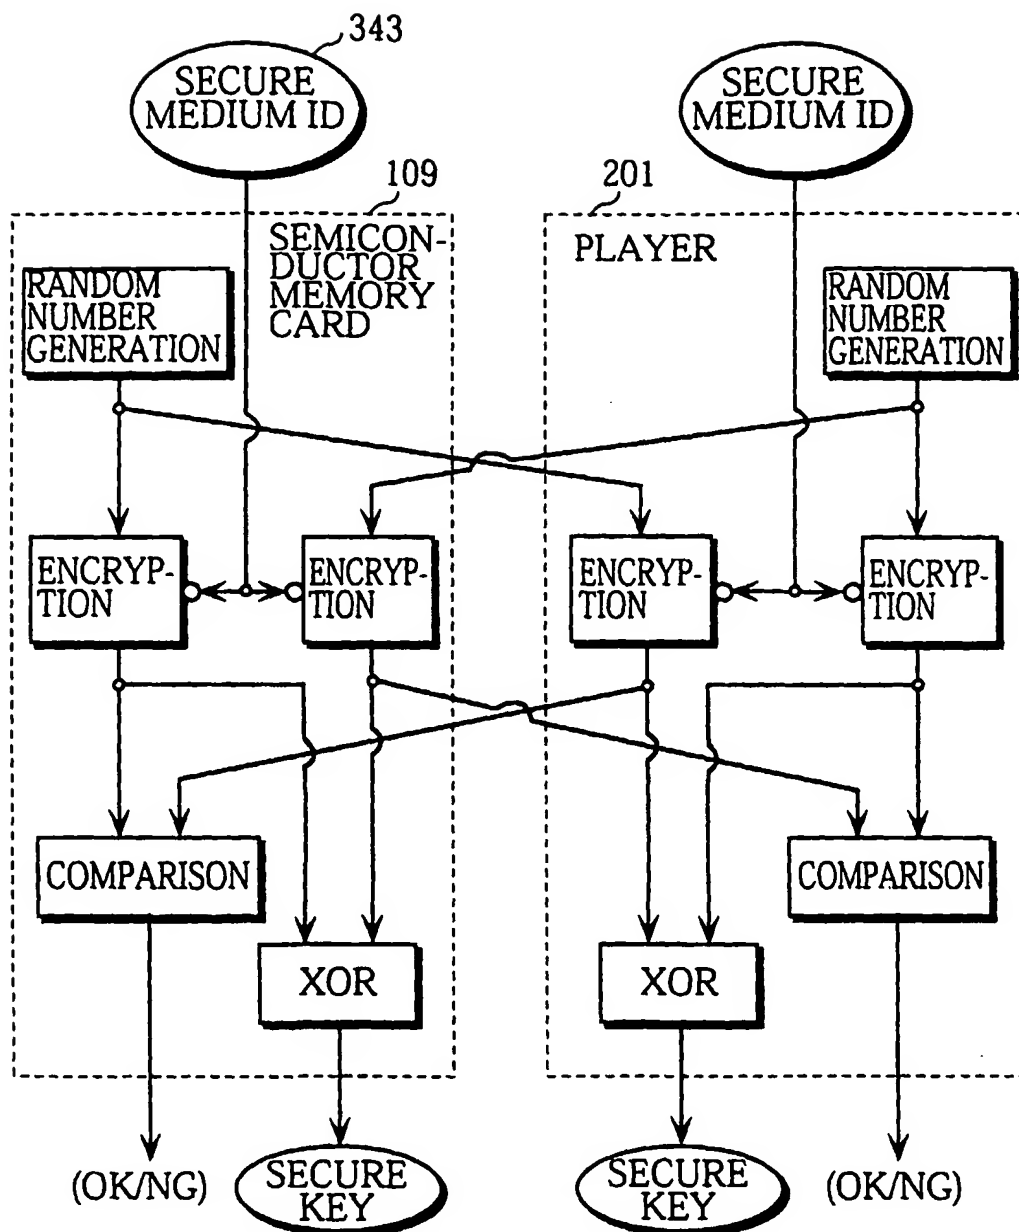 343
SECURE
MEDIUM ID
SECURE
MEDIUM ID
109
201
SEMICON-
DUCTOR
MEMORY
CARD
PLAYER
RANDOM
NUMBER
GENERATION
RANDOM
NUMBER
GENERATION
ENCRYP-
TION
ENCRYP-
TION
ENCRYP-
TION
ENCRYP-
TION
COMPARISON
COMPARISON
XOR
XOR
(OK/NG)
SECURE
KEY
SECURE
KEY
(OK/NG)